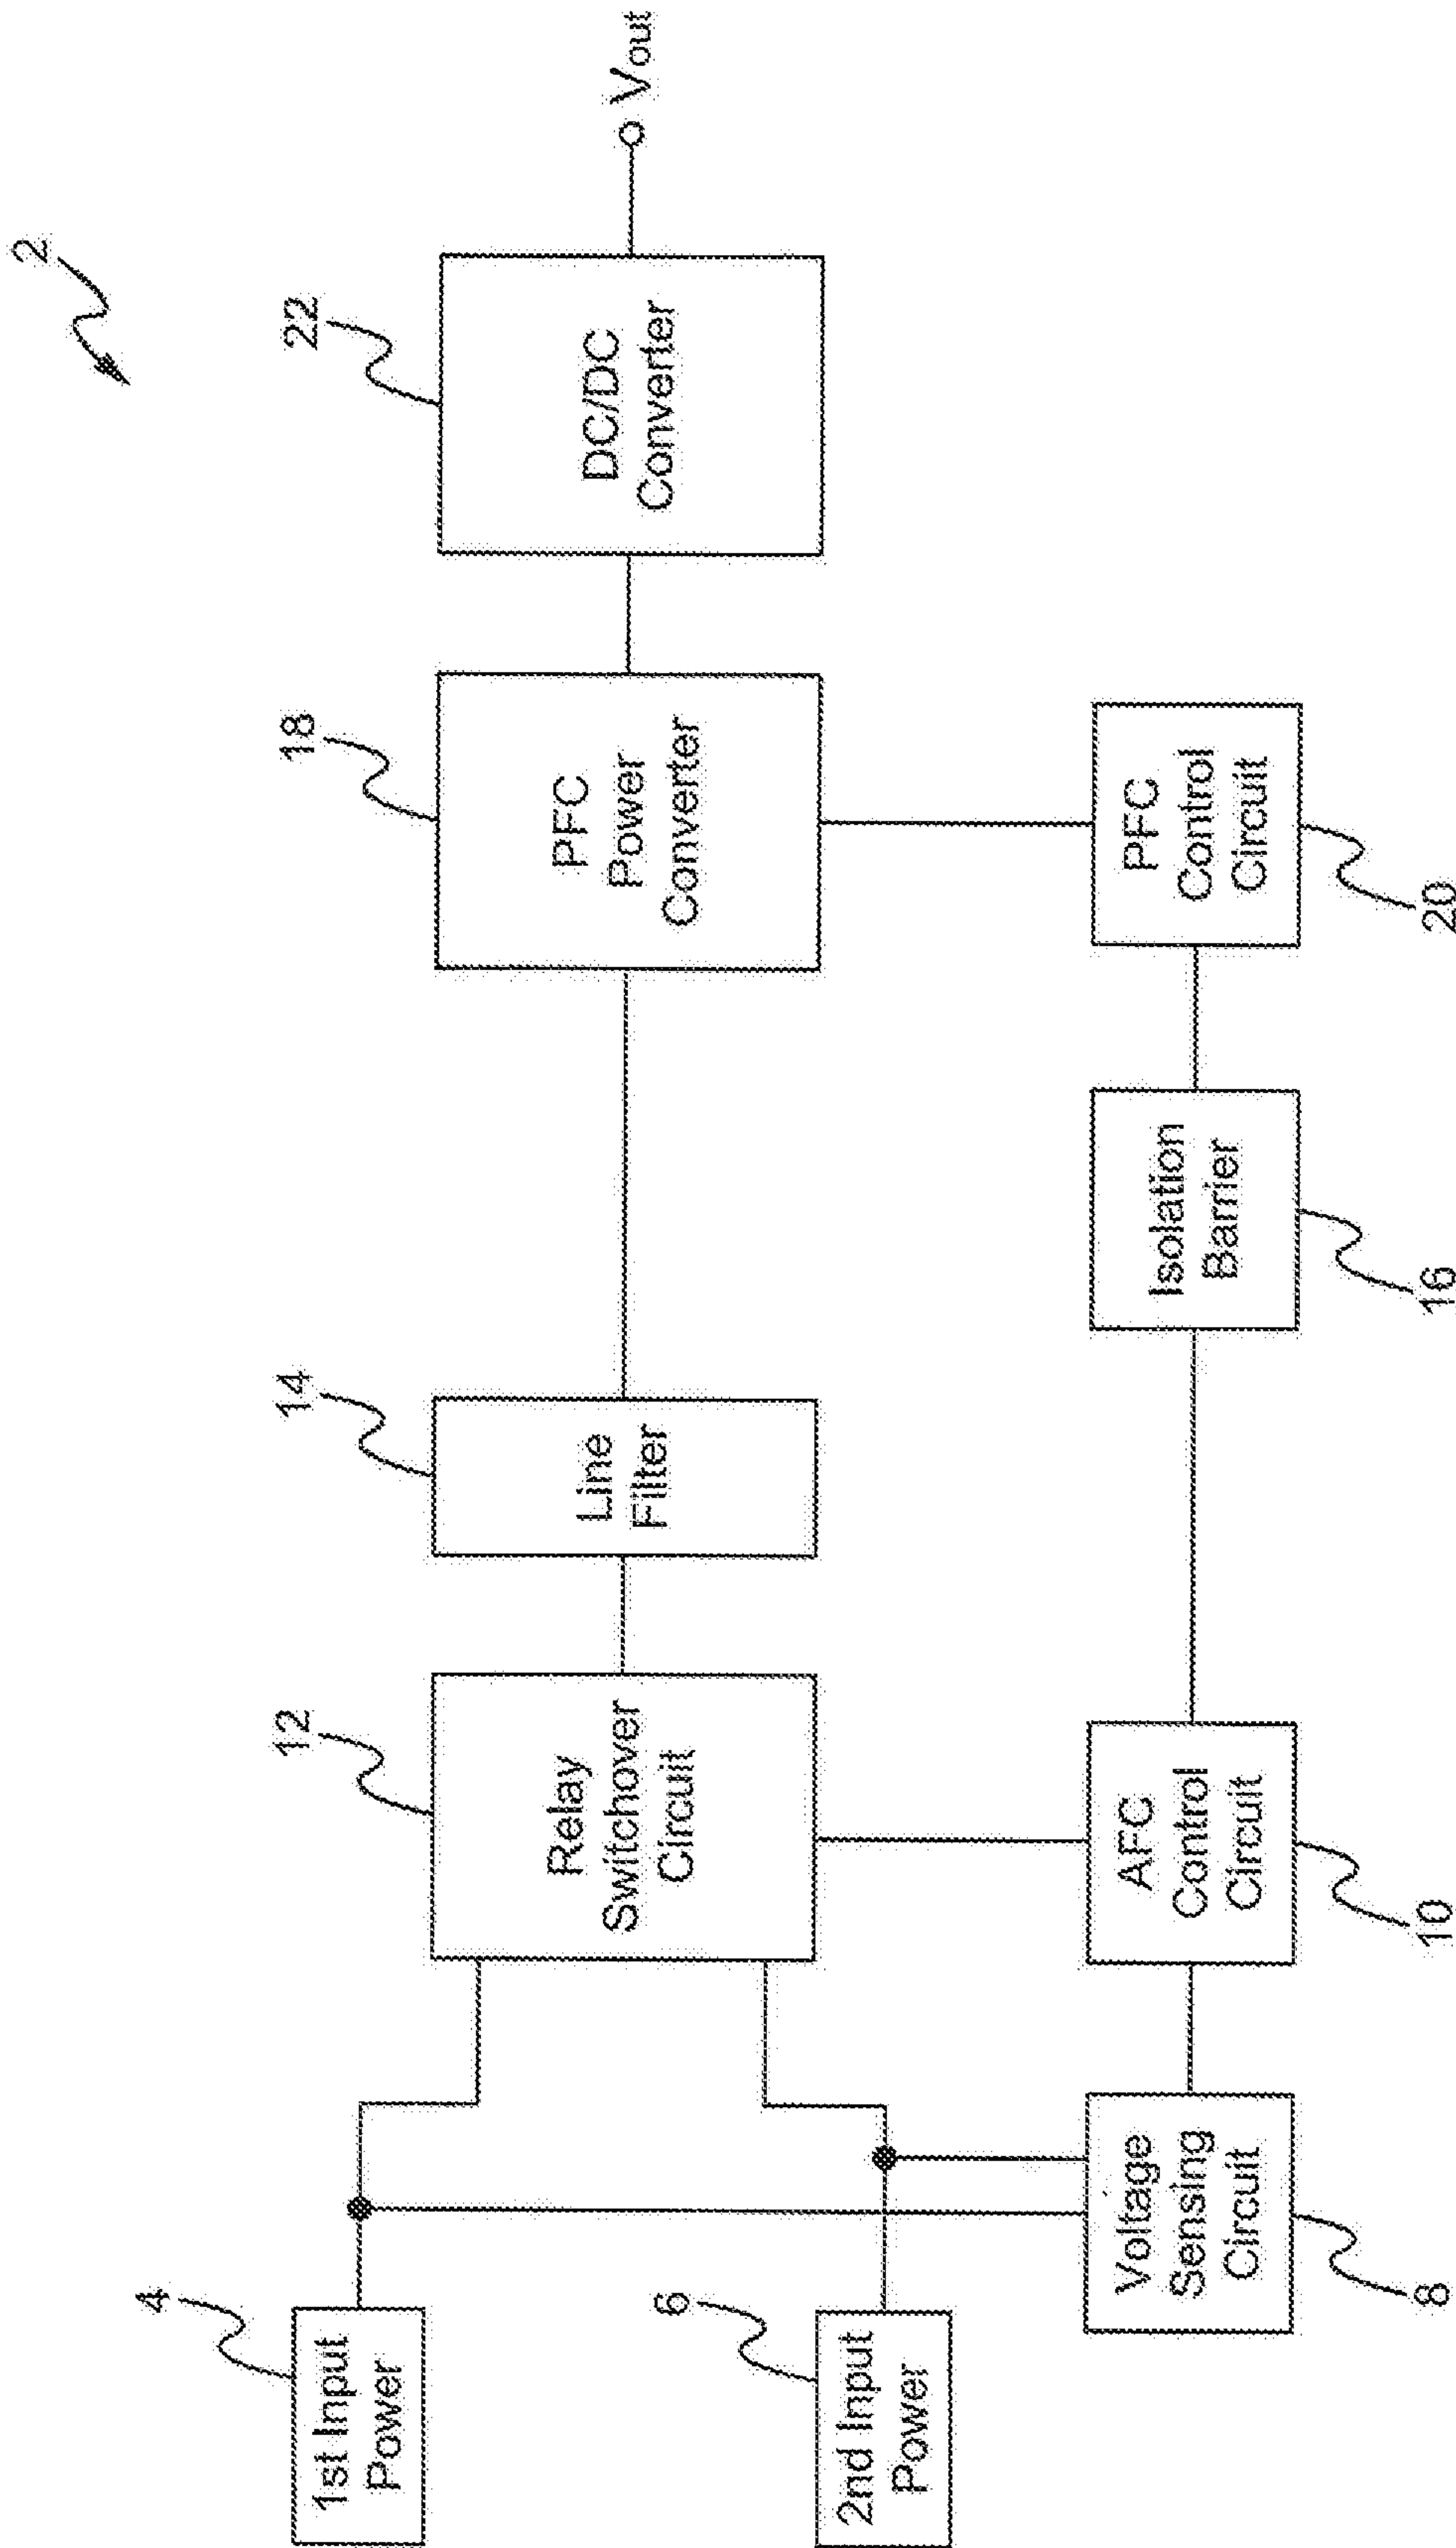 2
4
1st Input
Power
6
2nd Input
Power
12
Relay
Switchover
Circuit
14
Line
Filter
18
PFC
Power
Converter
22
DC/DC
Converter
Vout
Voltage
Sensing
Circuit
8
AFC
Control
Circuit
10
Isolation
Barrier
16
PFC
Control
Circuit
20